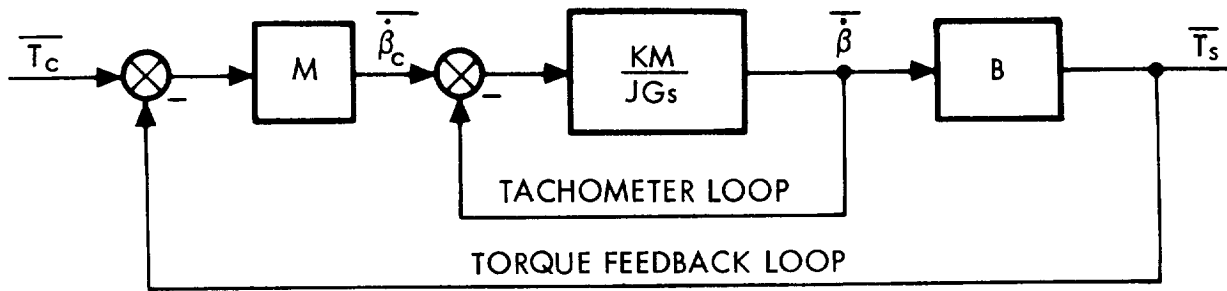 T̅c̅
−
M
β̇c
−
KM
JGs
β̇
B
T̅s̅
TACHOMETER LOOP
TORQUE FEEDBACK LOOP